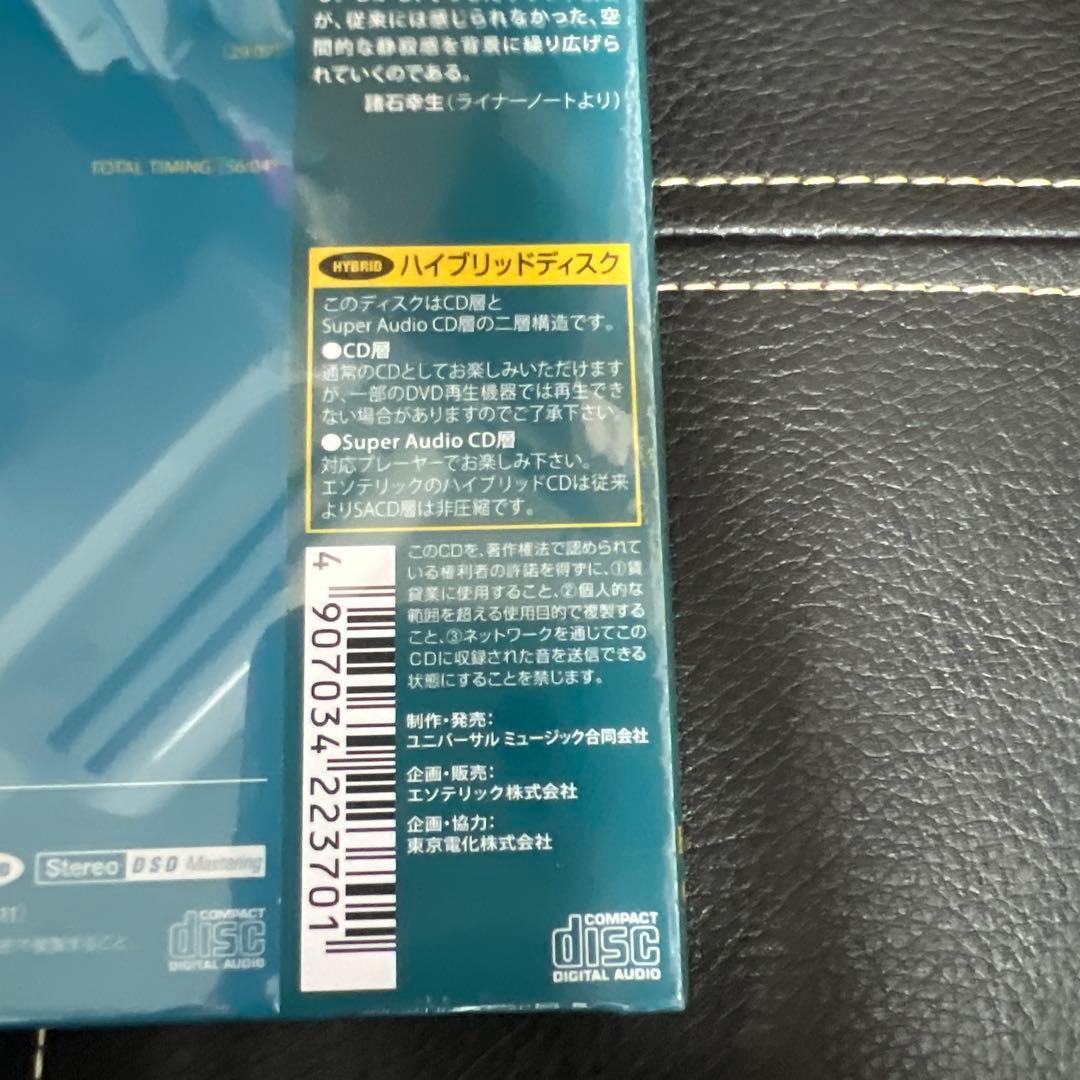 が、従来には感じられなかった、空
間的な静寂感を背景に繰り広げら
れていくのである。
諸石幸生(ライナーノートより)
TOTAL TIMING 56:04
HYBRID ハイブリッドディスク
このディスクはCD層と
Super Audio CD層の二層構造です。
●CD層
通常のCDとしてお楽しみいただけます
が、一部のDVD再生機器では再生でき
ない場合がありますのでご了承下さい。
●Super Audio CD層
対応プレーヤーでお楽しみ下さい。
エソテリックのハイブリッドCDは従来
よりSACD層は非圧縮です。
4 907034 223701
このCDを、著作権法で認められて
いる権利者の許諾を得ずに、①賃
貸業に使用すること、②個人的な
範囲を超える使用目的で複製する
こと、③ネットワークを通じてこの
CDに収録された音を送信できる
状態にすることを禁じます。
制作・発売:
ユニバーサル ミュージック合同会社
企画・販売:
エソテリック株式会社
企画・協力:
東京電化株式会社
Stereo DSD Mastering
COMPACT
disc
DIGITAL AUDIO
COMPACT
disc
DIGITAL AUDIO